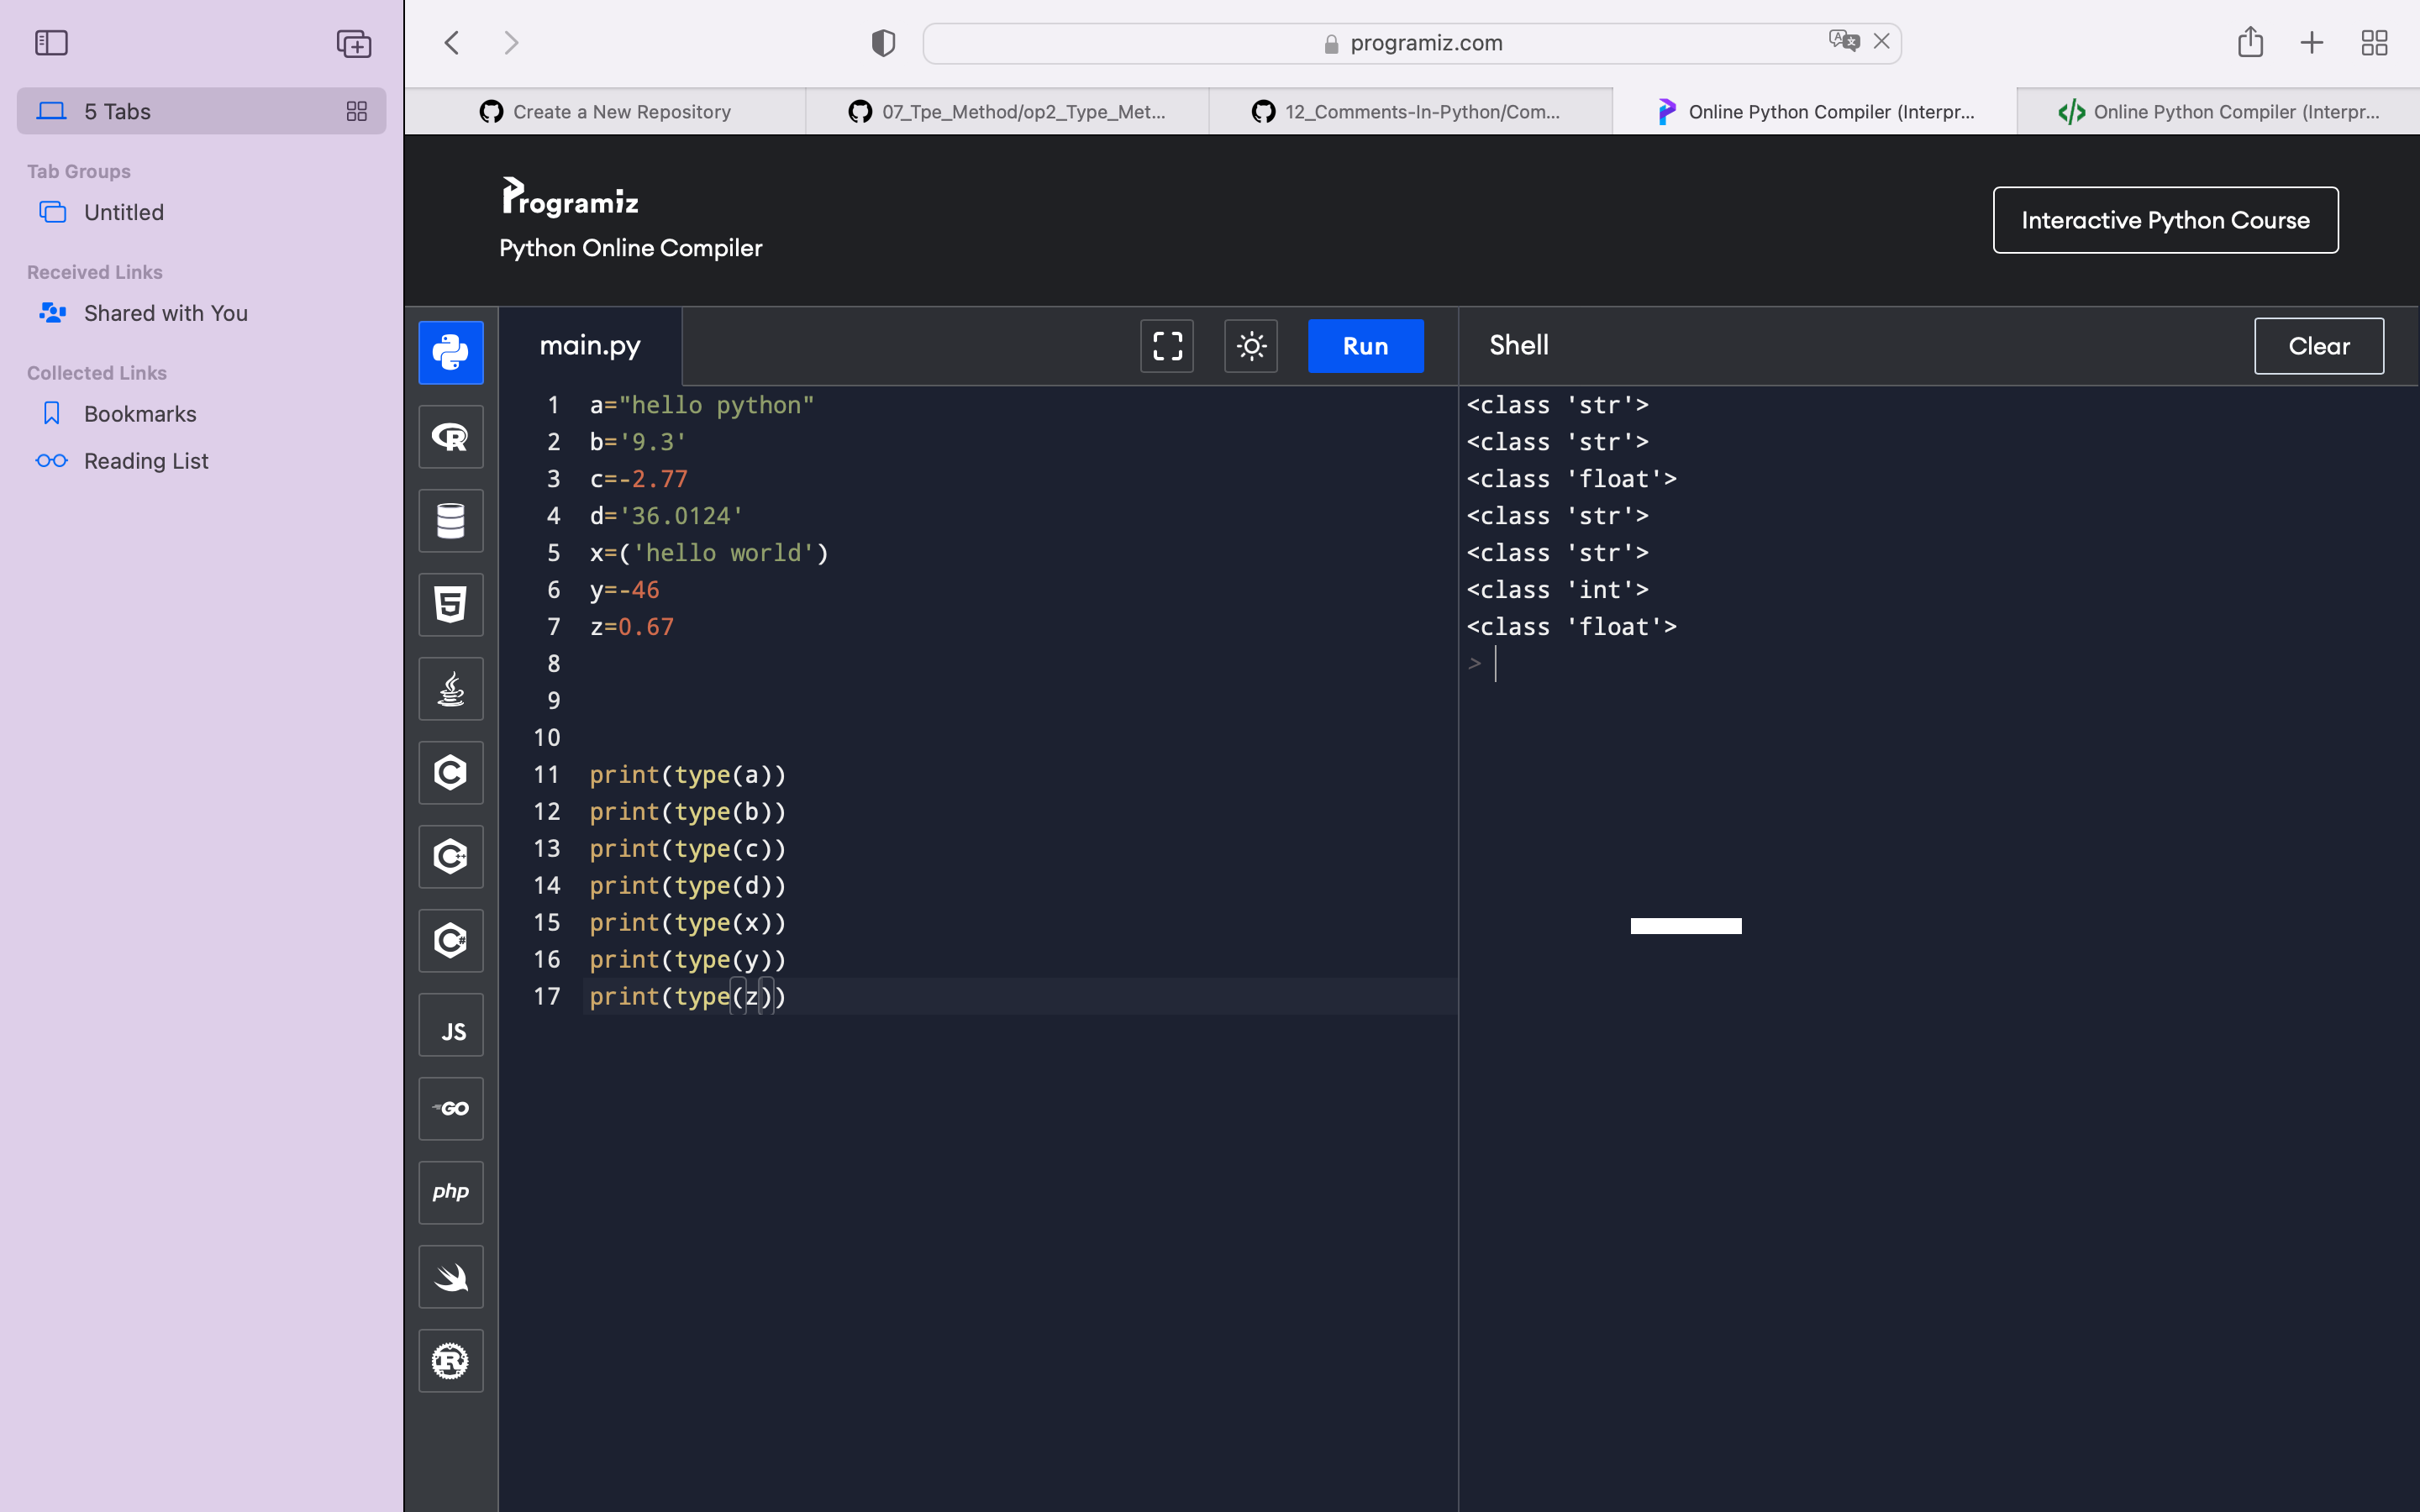 5 Tabs
Tab Groups
Untitled
Received Links
Shared with You
Collected Links
Bookmarks
Reading List
programiz.com
Create a New Repository
07_Tpe_Method/op2_Type_Met...
12_Comments-In-Python/Com...
Online Python Compiler (Interpr...
Online Python Compiler (Interpr...
Programiz
Python Online Compiler
Interactive Python Course
main.py
Run
Shell
Clear
1 a="hello python"
2 b='9.3'
3 c=-2.77
4 d='36.0124'
5 x=('hello world')
6 y=-46
7 z=0.67
8
9
10
11 print(type(a))
12 print(type(b))
13 print(type(c))
14 print(type(d))
15 print(type(x))
16 print(type(y))
17 print(type(z))
<class 'str'>
<class 'str'>
<class 'float'>
<class 'str'>
<class 'str'>
<class 'int'>
<class 'float'>
>
R
5
C
C++
C#
JS
GO
php
R